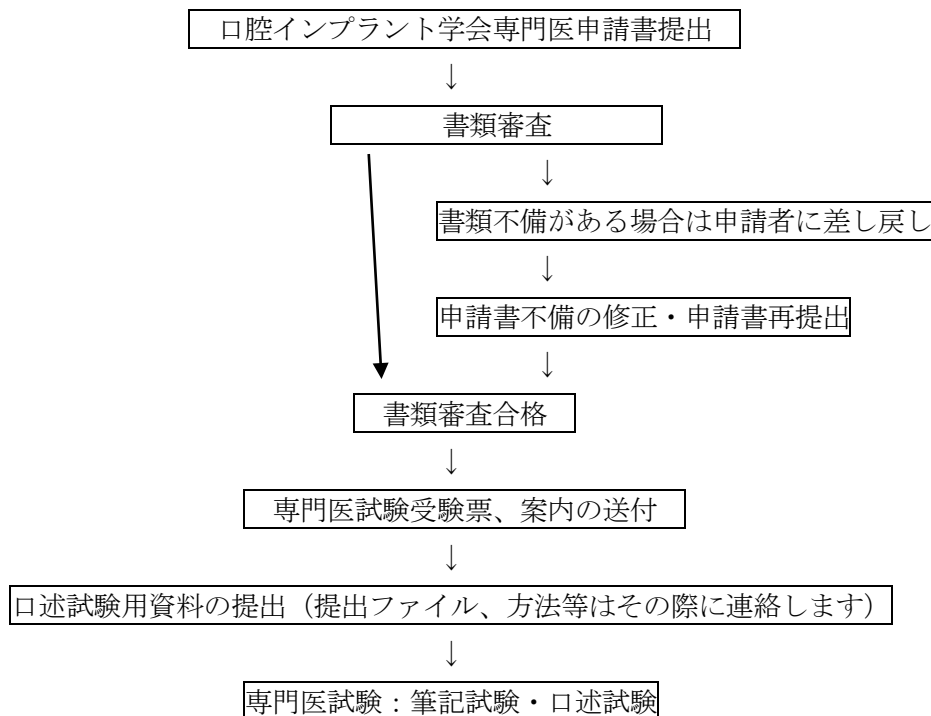 口腔インプラント学会専門医申請書提出
↓
書類審査
↓
書類不備がある場合は申請者に差し戻し
↓
申請書不備の修正・申請書再提出
↓
書類審査合格
↓
専門医試験受験票、案内の送付
↓
口述試験用資料の提出（提出ファイル、方法等はその際に連絡します）
↓
専門医試験：筆記試験・口述試験